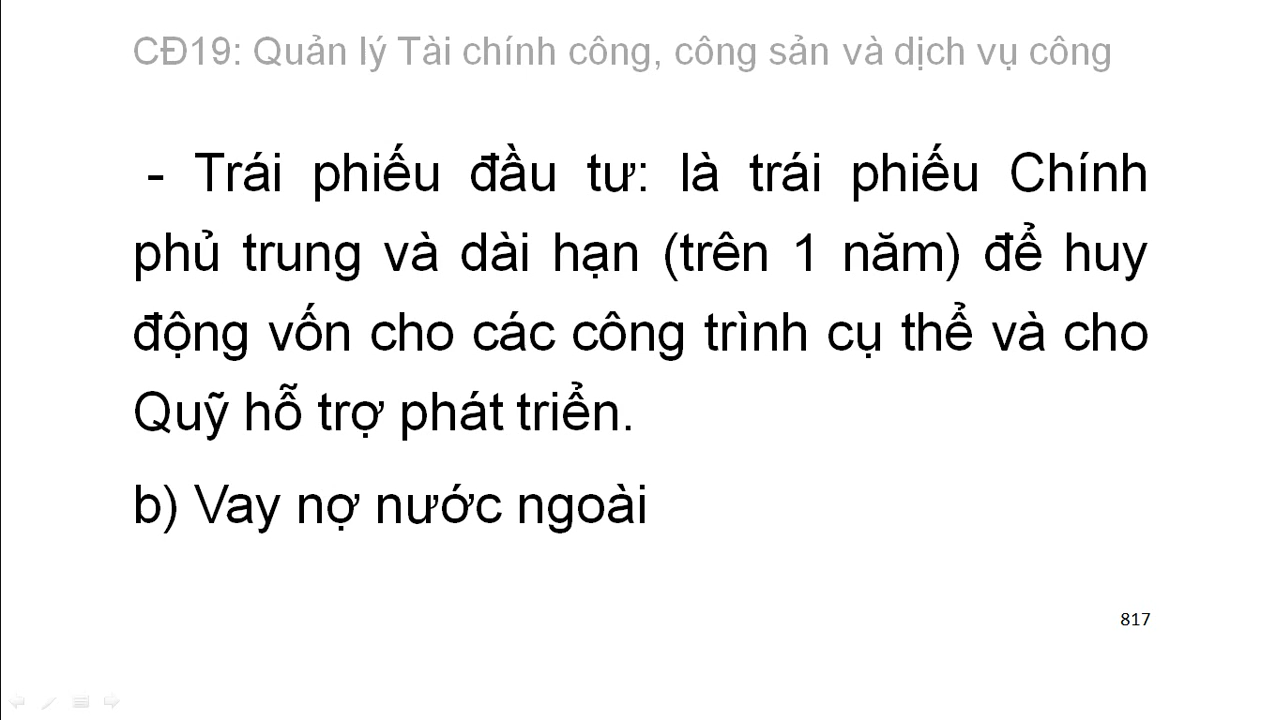 CĐ19: Quản lý Tài chính công, công sản và dịch vụ công
- Trái phiếu đầu tư: là trái phiếu Chính
phủ trung và dài hạn (trên 1 năm) để huy
động vốn cho các công trình cụ thể và cho
Quỹ hỗ trợ phát triển.
b) Vay nợ nước ngoài
817